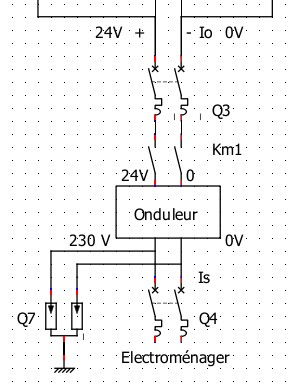 24V + - Io 0V
Q3
Km1
24V 0
Onduleur
230 V 0V
Is
Q7 Q4
Electroménager